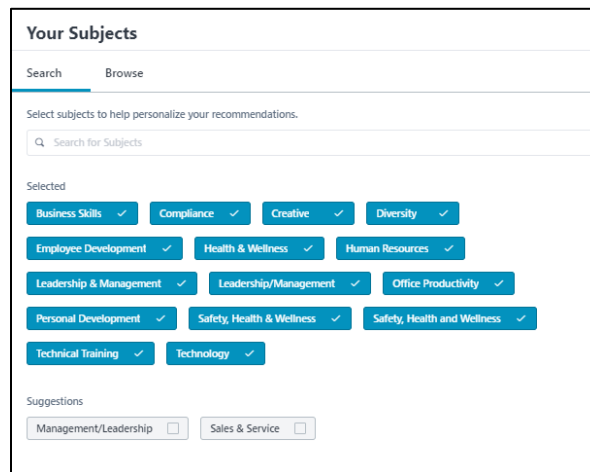 Your Subjects
Search Browse
Select subjects to help personalize your recommendations.
Search for Subjects
Selected
Business Skills Compliance Creative Diversity
Employee Development Health & Wellness Human Resources
Leadership & Management Leadership/Management Office Productivity
Personal Development Safety, Health & Wellness Safety, Health and Wellness
Technical Training Technology
Suggestions
Management/Leadership Sales & Service